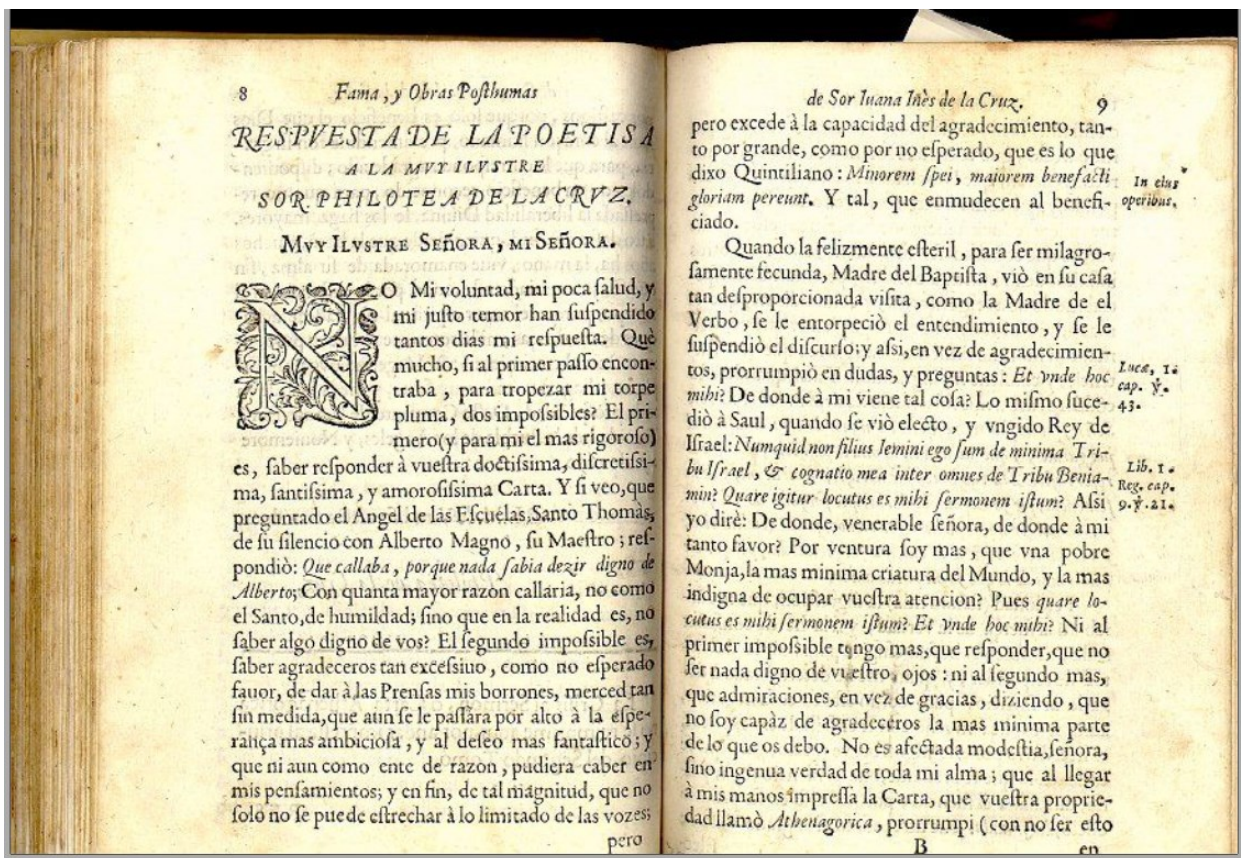 8 Fama, y Obras Posthumas
RESPVESTA DE LA POETISA
A LA MVY ILVSTRE
SOR. PHILOTEA DE LA CRVZ.
MVY ILVSTRE SEñORA, MI SEñORA.
NO Mi voluntad, mi poca ſalud, y
mi juſto temor han ſuſpendido
tantos dias mi reſpueſta. Què
mucho, ſi al primer paſſo encon-
traba, para tropezar mi torpe
pluma, dos impoſsibles? El pri-
mero (y para mi el mas rigoroſo)
es, ſaber reſponder à vueſtra doctiſsima, diſcretiſsi-
ma, ſantiſsima, y amoroſiſsima Carta. Y ſi veo, que
preguntado el Angel de las Eſcuelas, Santo Thomàs,
de ſu ſilencio con Alberto Magno, ſu Maeſtro; reſ-
pondiò: Que callaba, porque nada ſabia dezir digno de
Alberto; Con quanta mayor razon callaria, no como
el Santo, de humildad; ſino que en la realidad es, no
ſaber algo digno de vos? El ſegundo impoſsible es,
ſaber agradeceros tan exceſsiuo, como no eſperado
fauor, de dar à las Prenſas mis borrones, merced tan
ſin medida, que aun ſe le paſſara por alto à la eſpe-
rança mas ambicioſa, y al deſeo mas fantaſtico; y
que ni aun como ente de razon, pudiera caber en
mis penſamientos; y en fin, de tal magnitud, que no
ſolo no ſe puede eſtrechar à lo limitado de las vozes;
pero
de Sor Iuana Inès de la Cruz. 9
pero excede à la capacidad del agradecimiento, tan-
to por grande, como por no eſperado, que es lo que
dixo Quintiliano: Minorem ſpei, maiorem benefacti
gloriam pereunt. Y tal, que enmudecen al benefi-
ciado.
In eius
operibus.
Quando la felizmente eſteril, para ſer milagro-
ſamente fecunda, Madre del Baptiſta, viò en ſu caſa
tan deſproporcionada viſita, como la Madre de el
Verbo, ſe le entorpeciò el entendimiento, y ſe le
ſuſpendiò el diſcurſo; y aſsi, en vez de agradecimien-
tos, prorrumpiò en dudas, y preguntas: Et vnde hoc
mihi? De donde à mi viene tal coſa? Lo miſmo ſuce-
diò à Saul, quando ſe viò electo, y vngido Rey de
Iſrael: Numquid non filius Iemini ego ſum de minima Tri-
bu Iſrael, & cognatio mea inter omnes de Tribu Benia-
min? Quare igitur locutus es mihi ſermonem iſtum? Aſsi
yo dirè: De donde, venerable ſeñora, de donde à mi
tanto favor? Por ventura ſoy mas, que vna pobre
Monja, la mas minima criatura del Mundo, y la mas
indigna de ocupar vueſtra atencion? Pues quare lo-
cutus es mihi ſermonem iſtum? Et vnde hoc mihi? Ni al
primer impoſsible tengo mas, que reſponder, que no
ſer nada digno de vueſtro, ojos: ni al ſegundo mas,
que admiraciones, en vez de gracias, diziendo, que
no ſoy capàz de agradeceros la mas minima parte
de lo que os debo. No es afectada modeſtia, ſeñora,
ſino ingenua verdad de toda mi alma; que al llegar
à mis manos impreſſa la Carta, que vueſtra proprie-
dad llamò Athenagorica, prorrumpi (con no ſer eſto
Lucæ, 1.
cap. ℣.
43.
Lib. 1.
Reg. cap.
9. ℣. 21.
B en